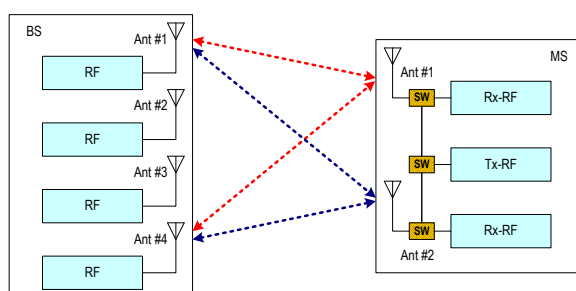 BS
Ant #1
RF
Ant #2
RF
Ant #3
RF
Ant #4
RF
MS
Ant #1
SW
Rx-RF
SW
Tx-RF
SW
Rx-RF
Ant #2